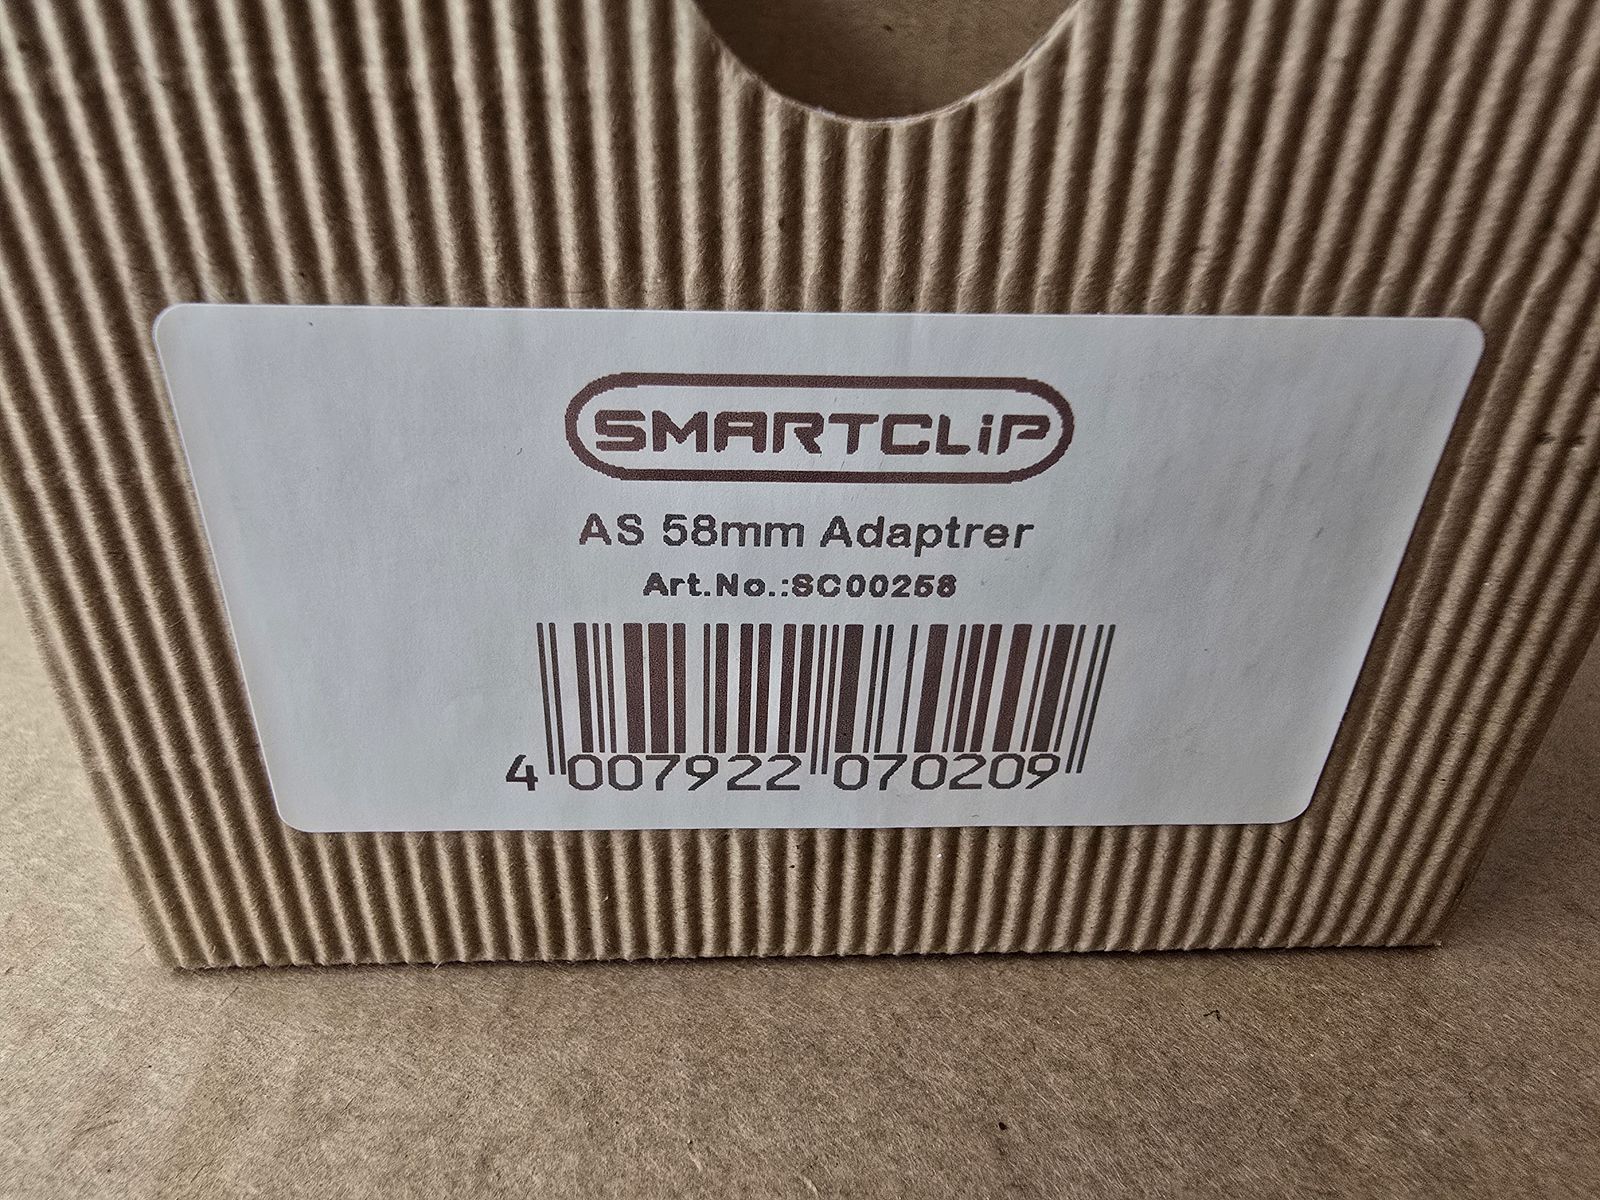 SMARTCLiP
AS 58mm Adaptrer
Art.No.:SC00258
4 007922 070209